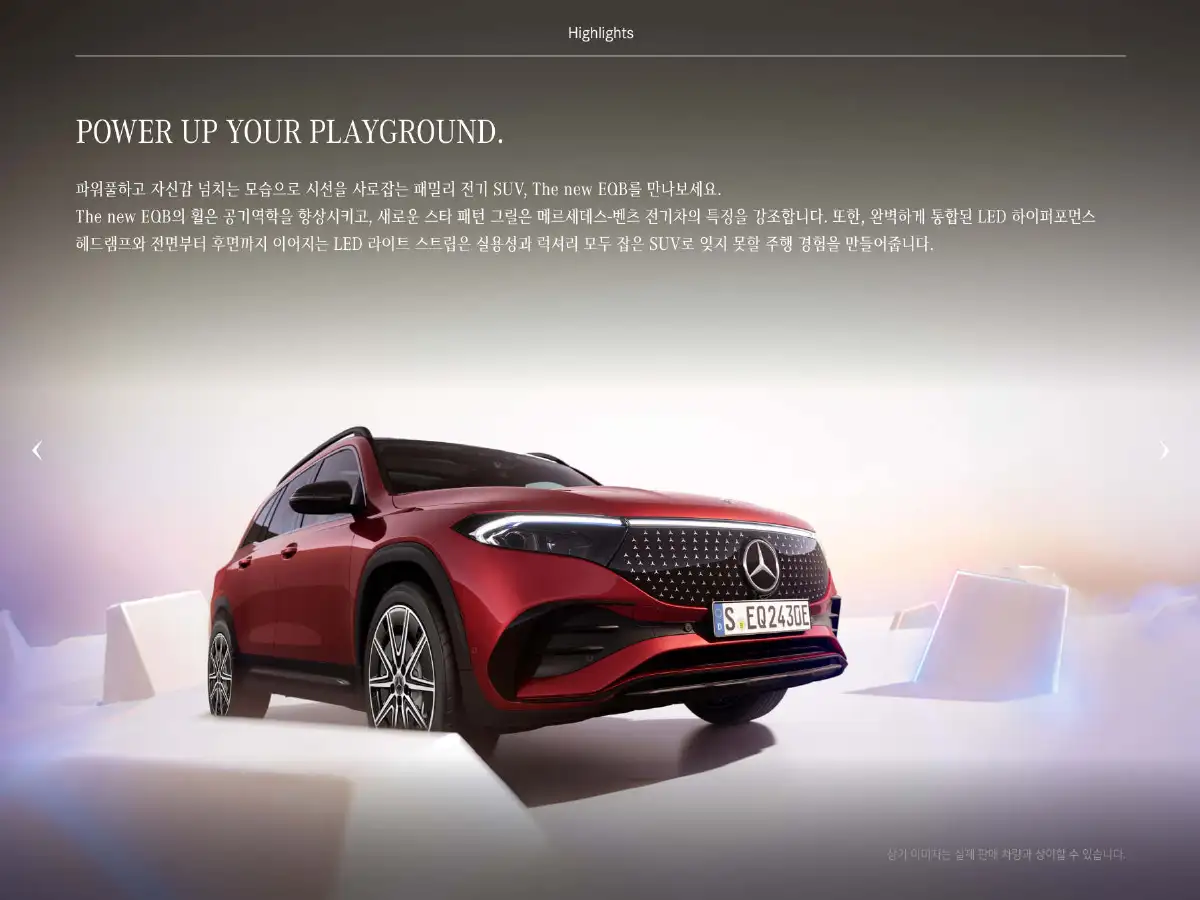 Highlights
POWER UP YOUR PLAYGROUND.
파워풀하고 자신감 넘치는 모습으로 시선을 사로잡는 패밀리 전기 SUV, The new EQB를 만나보세요.
The new EQB의 휠은 공기역학을 향상시키고, 새로운 스타 패턴 그릴은 메르세데스-벤츠 전기차의 특징을 강조합니다. 또한, 완벽하게 통합된 LED 하이퍼포먼스
헤드램프와 전면부터 후면까지 이어지는 LED 라이트 스트립은 실용성과 럭셔리 모두 잡은 SUV로 잊지 못할 주행 경험을 만들어줍니다.
S EQ2430E
상기 이미지는 실제 판매 차량과 상이할 수 있습니다.